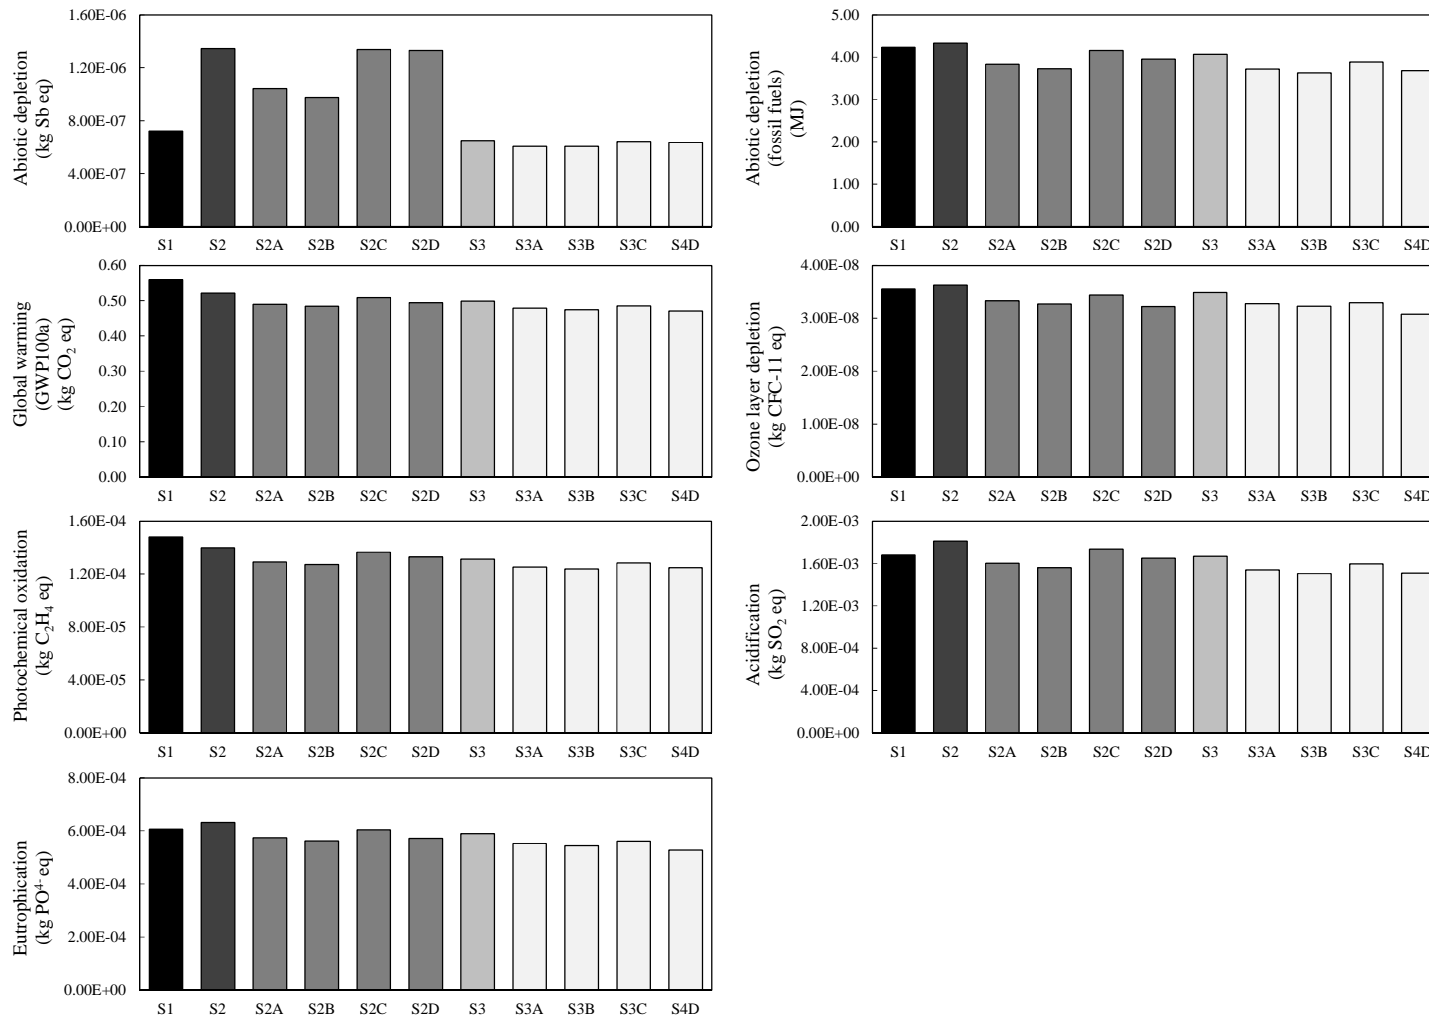 Abiotic depletion
(kg Sb eq)
1.60E-06
1.20E-06
8.00E-07
4.00E-07
0.00E+00
S1 S2 S2A S2B S2C S2D S3 S3A S3B S3C S4D
Abiotic depletion
(fossil fuels)
(MJ)
5.00
4.00
3.00
2.00
1.00
0.00
S1 S2 S2A S2B S2C S2D S3 S3A S3B S3C S4D
Global warming
(GWP100a)
(kg CO₂ eq)
0.60
0.50
0.40
0.30
0.20
0.10
0.00
S1 S2 S2A S2B S2C S2D S3 S3A S3B S3C S4D
Ozone layer depletion
(kg CFC-11 eq)
4.00E-08
3.00E-08
2.00E-08
1.00E-08
0.00E+00
S1 S2 S2A S2B S2C S2D S3 S3A S3B S3C S4D
Photochemical oxidation
(kg C₂H₄ eq)
1.60E-04
1.20E-04
8.00E-05
4.00E-05
0.00E+00
S1 S2 S2A S2B S2C S2D S3 S3A S3B S3C S4D
Acidification
(kg SO₂ eq)
2.00E-03
1.60E-03
1.20E-03
8.00E-04
4.00E-04
0.00E+00
S1 S2 S2A S2B S2C S2D S3 S3A S3B S3C S4D
Eutrophication
(kg PO⁴⁻ eq)
8.00E-04
6.00E-04
4.00E-04
2.00E-04
0.00E+00
S1 S2 S2A S2B S2C S2D S3 S3A S3B S3C S4D